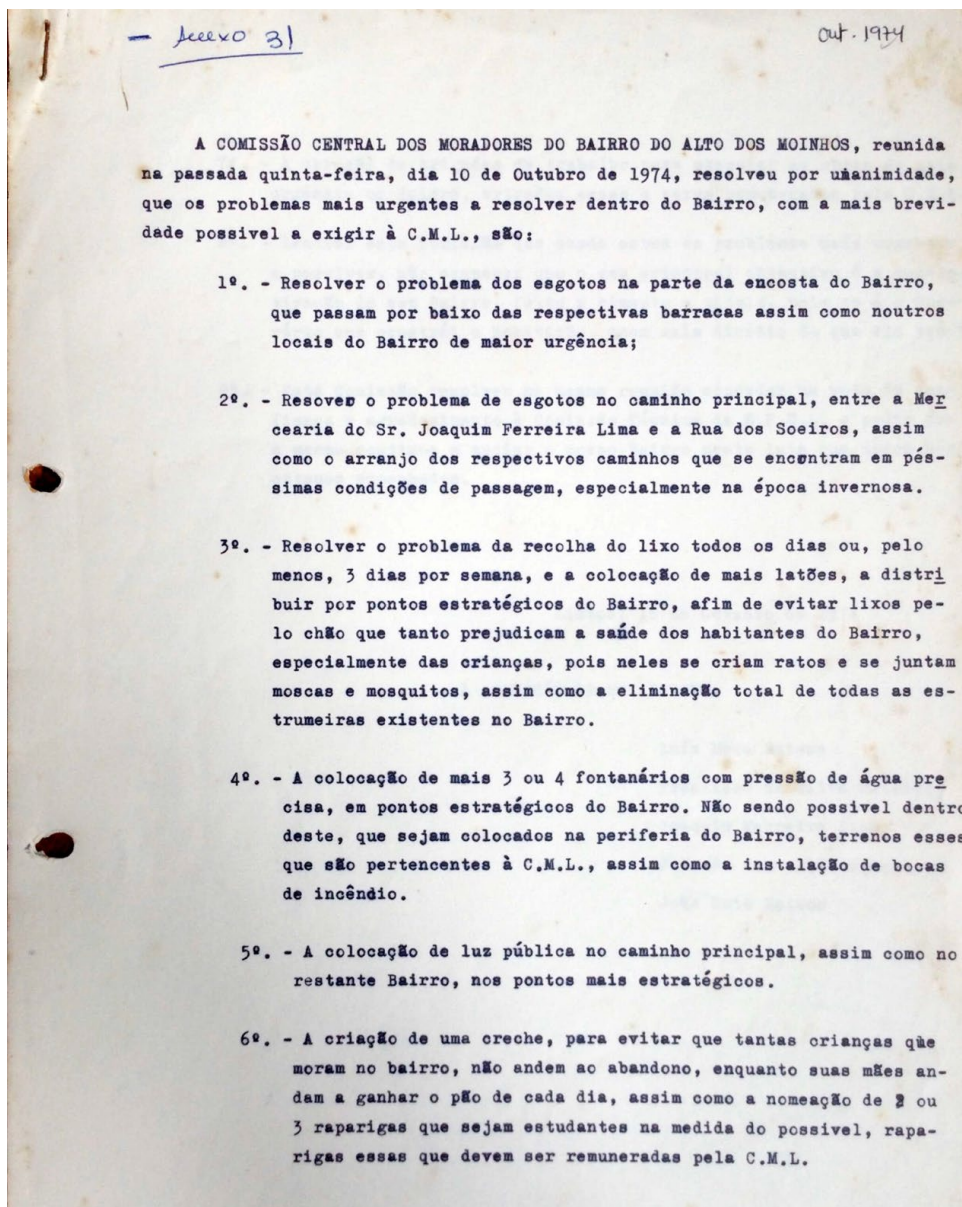 - Anexo 31
Out. 1974
A COMISSÃO CENTRAL DOS MORADORES DO BAIRRO DO ALTO DOS MOINHOS, reunida
na passada quinta-feira, dia 10 de Outubro de 1974, resolveu por unanimidade,
que os problemas mais urgentes a resolver dentro do Bairro, com a mais brevi-
dade possivel a exigir à C.M.L., são:
1º. - Resolver o problema dos esgotos na parte da encosta do Bairro,
que passam por baixo das respectivas barracas assim como noutros
locais do Bairro de maior urgência;
2º. - Resover o problema de esgotos no caminho principal, entre a Mer
cearia do Sr. Joaquim Ferreira Lima e a Rua dos Soeiros, assim
como o arranjo dos respectivos caminhos que se encontram em pés-
simas condições de passagem, especialmente na época invernosa.
3º. - Resolver o problema da recolha do lixo todos os dias ou, pelo
menos, 3 dias por semana, e a colocação de mais latões, a distri
buir por pontos estratégicos do Bairro, afim de evitar lixos pe-
lo chão que tanto prejudicam a saúde dos habitantes do Bairro,
especialmente das crianças, pois neles se criam ratos e se juntam
moscas e mosquitos, assim como a eliminação total de todas as es-
trumeiras existentes no Bairro.
4º. - A colocação de mais 3 ou 4 fontanários com pressão de água pre
cisa, em pontos estratégicos do Bairro. Não sendo possivel dentro
deste, que sejam colocados na periferia do Bairro, terrenos esses
que são pertencentes à C.M.L., assim como a instalação de bocas
de incêndio.
5º. - A colocação de luz pública no caminho principal, assim como no
restante Bairro, nos pontos mais estratégicos.
6º. - A criação de uma creche, para evitar que tantas crianças que
moram no bairro, não andem ao abandono, enquanto suas mães an-
dam a ganhar o pão de cada dia, assim como a nomeação de 2 ou
3 raparigas que sejam estudantes na medida do possivel, rapa-
rigas essas que devem ser remuneradas pela C.M.L.